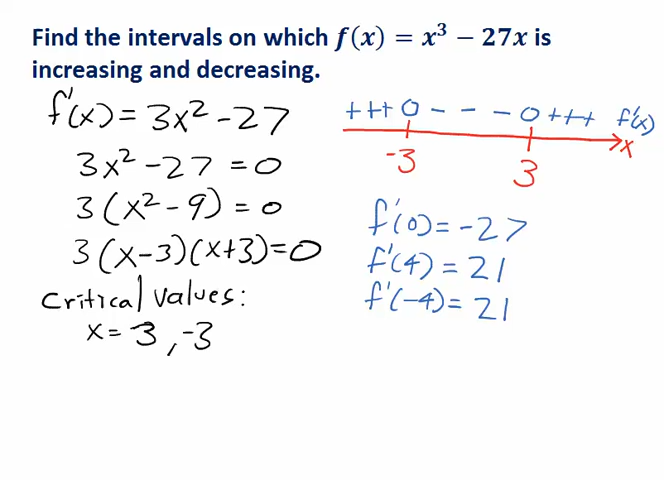 Find the intervals on which f(x) = x³ − 27x is
increasing and decreasing.
f'(x) = 3x² - 27
3x² - 27 = 0
3(x² - 9) = 0
3(x-3)(x+3)=0
Critical Values:
x = 3, -3
+++ 0 - - - 0 +++ f'(x)
-3 3 x
f'(0) = -27
f'(4) = 21
f'(-4) = 21